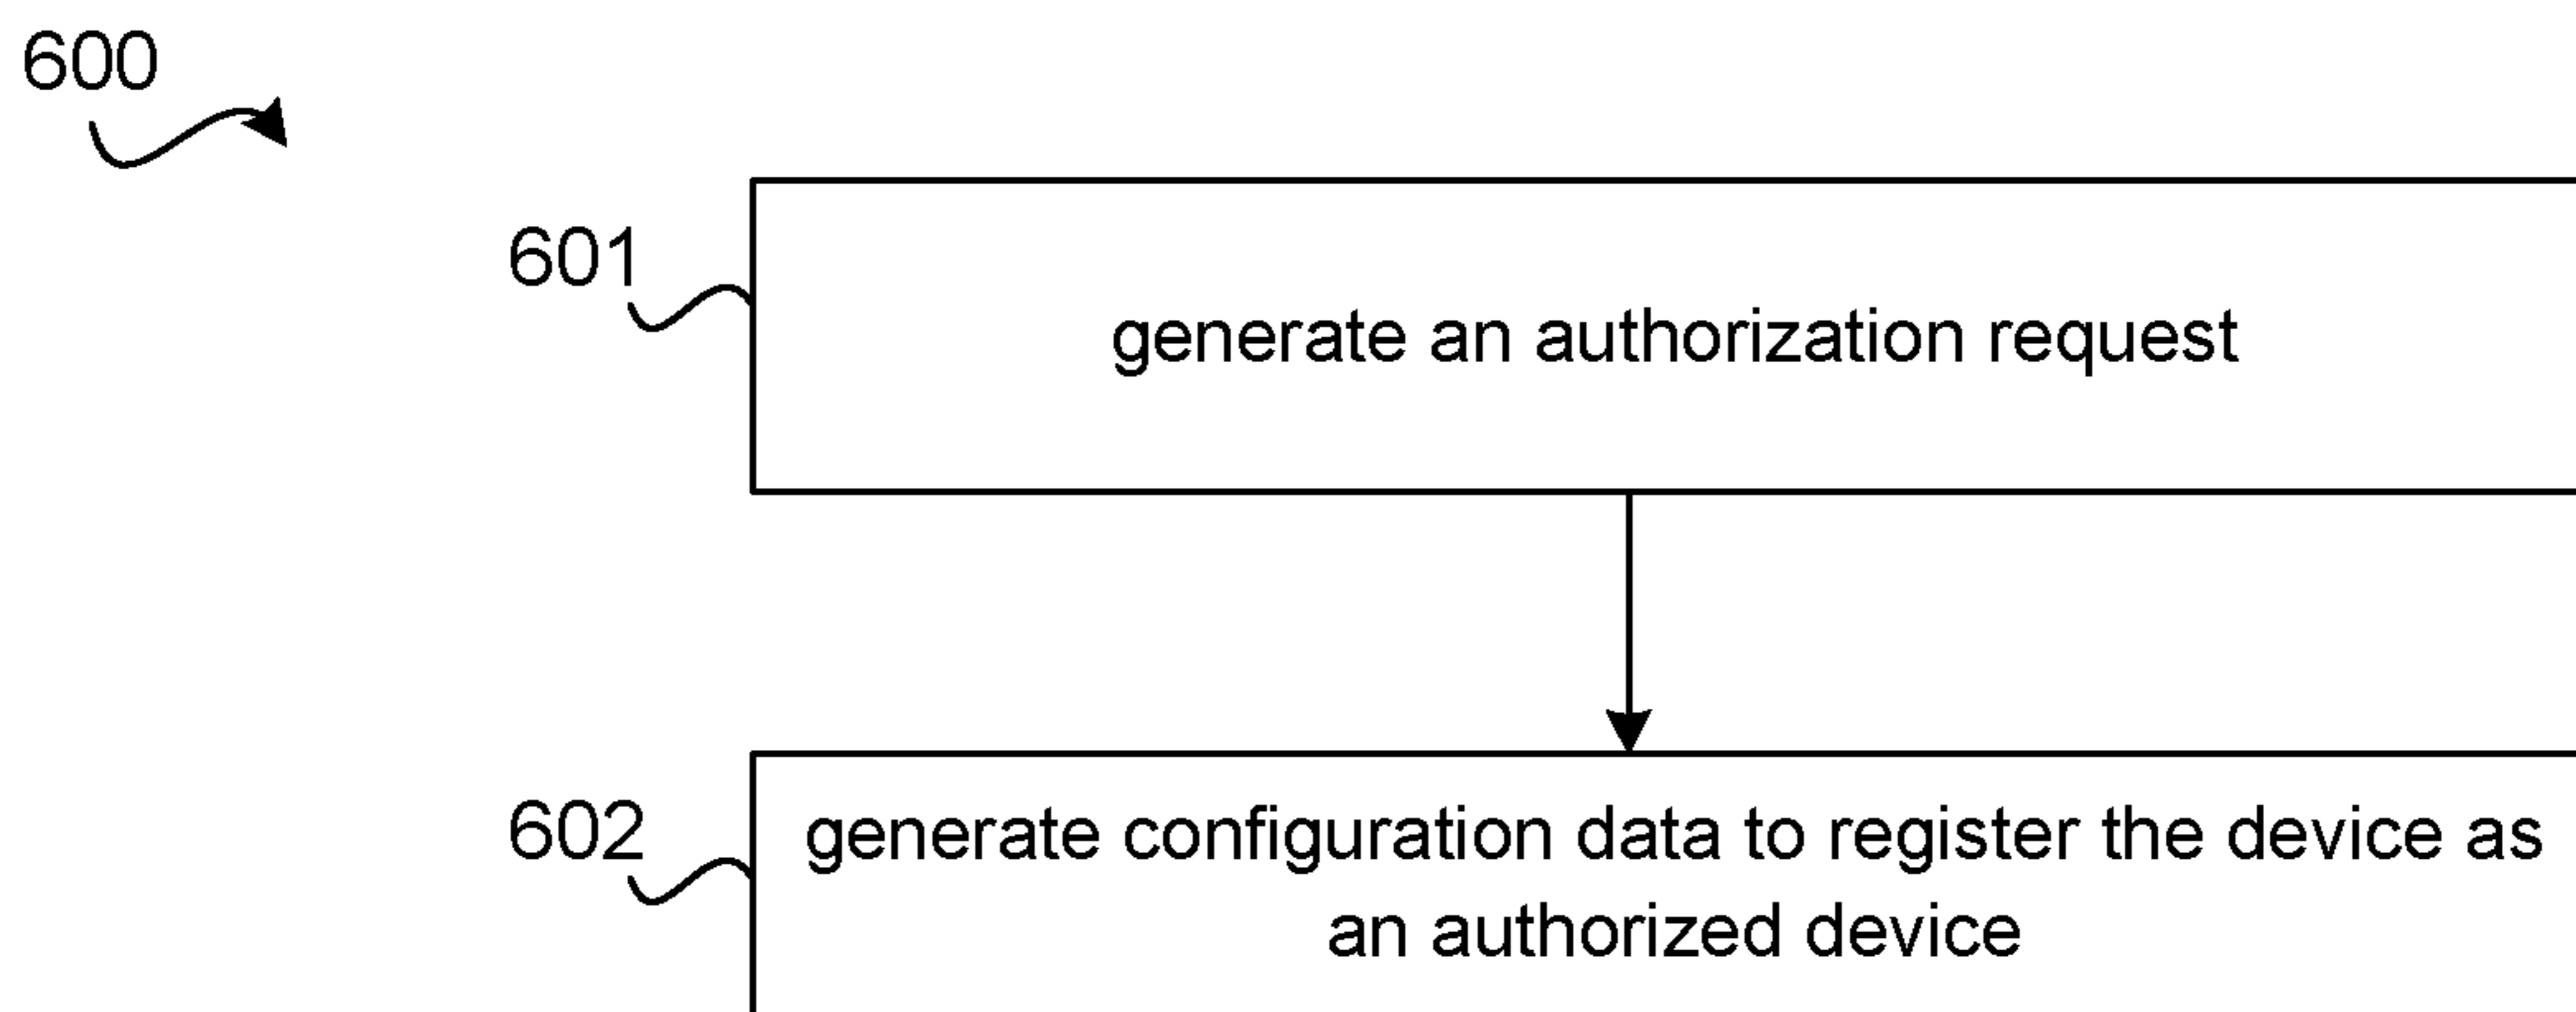 600
601
generate an authorization request
602
generate configuration data to register the device as
an authorized device